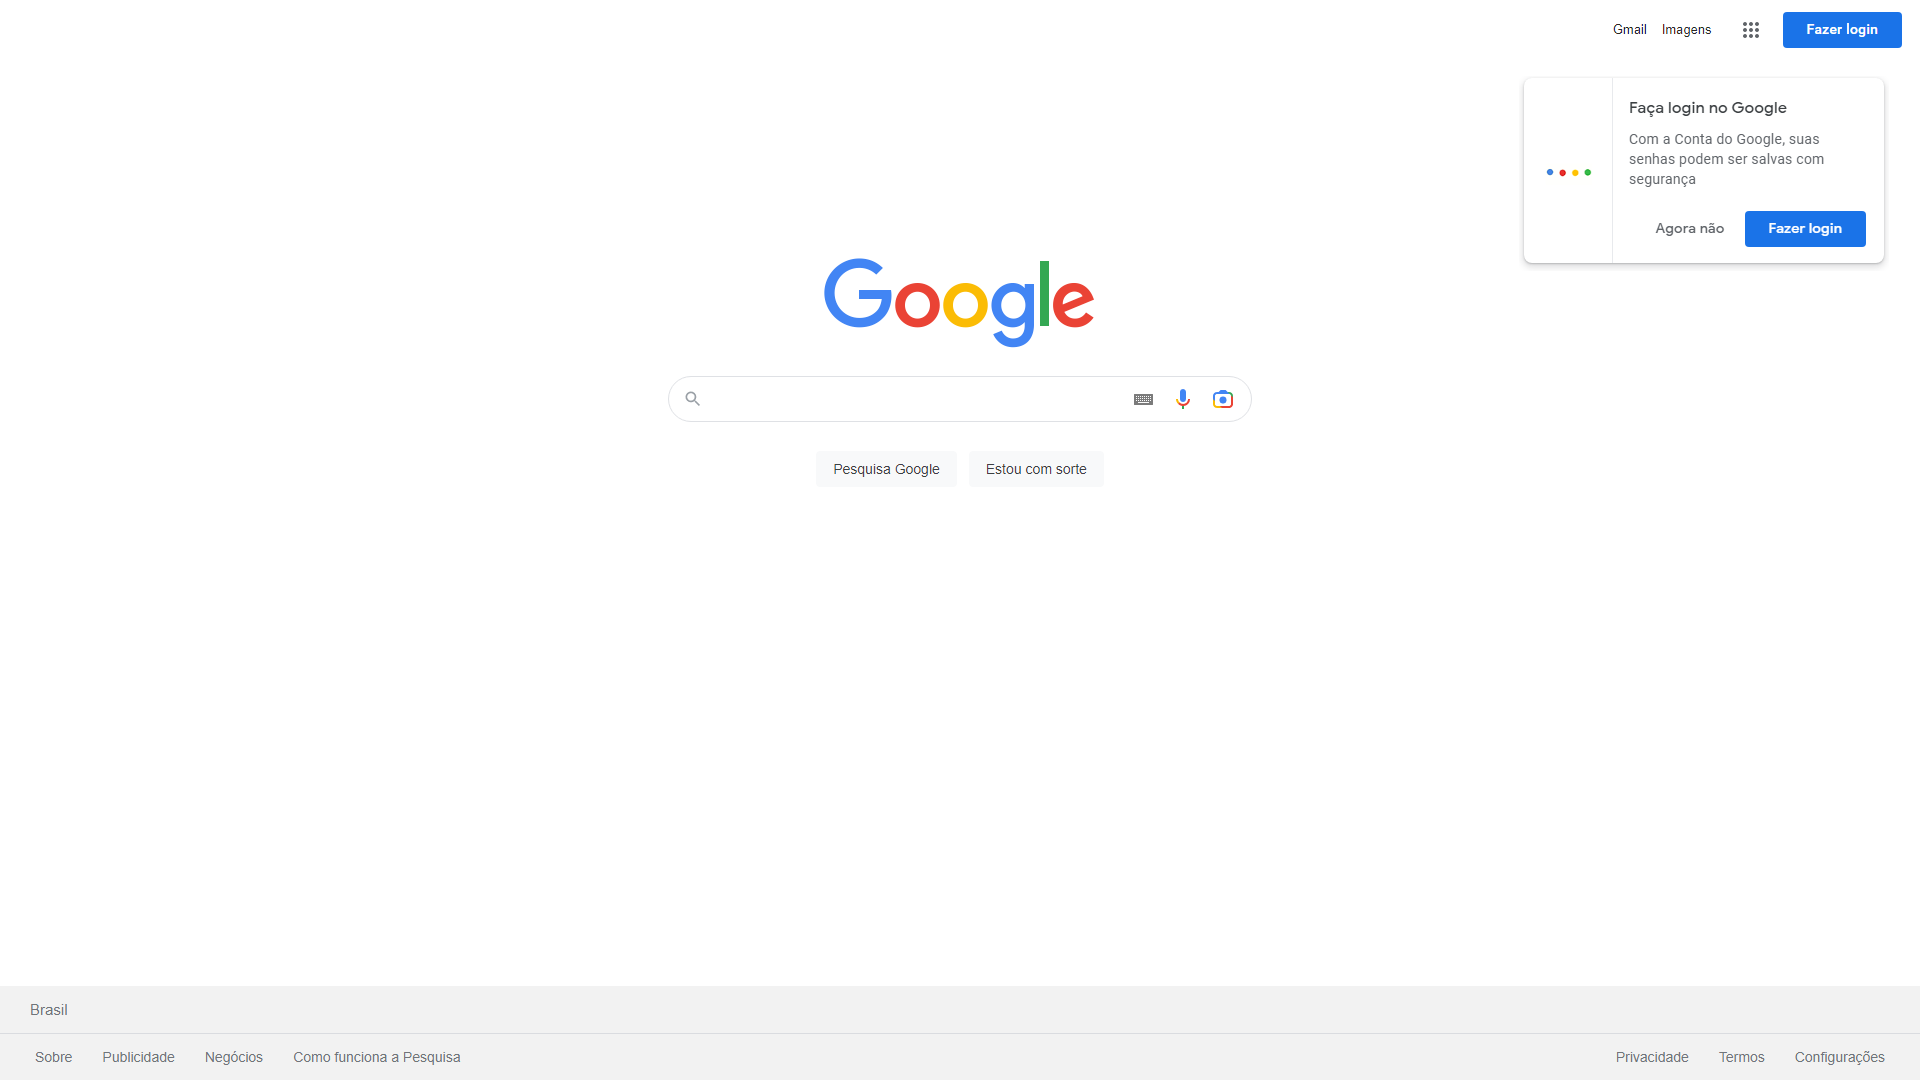 Gmail Imagens Fazer login
Faça login no Google
Com a Conta do Google, suas
senhas podem ser salvas com
segurança
Agora não Fazer login
Google
Pesquisa Google Estou com sorte
Brasil
Sobre Publicidade Negócios Como funciona a Pesquisa Privacidade Termos Configurações